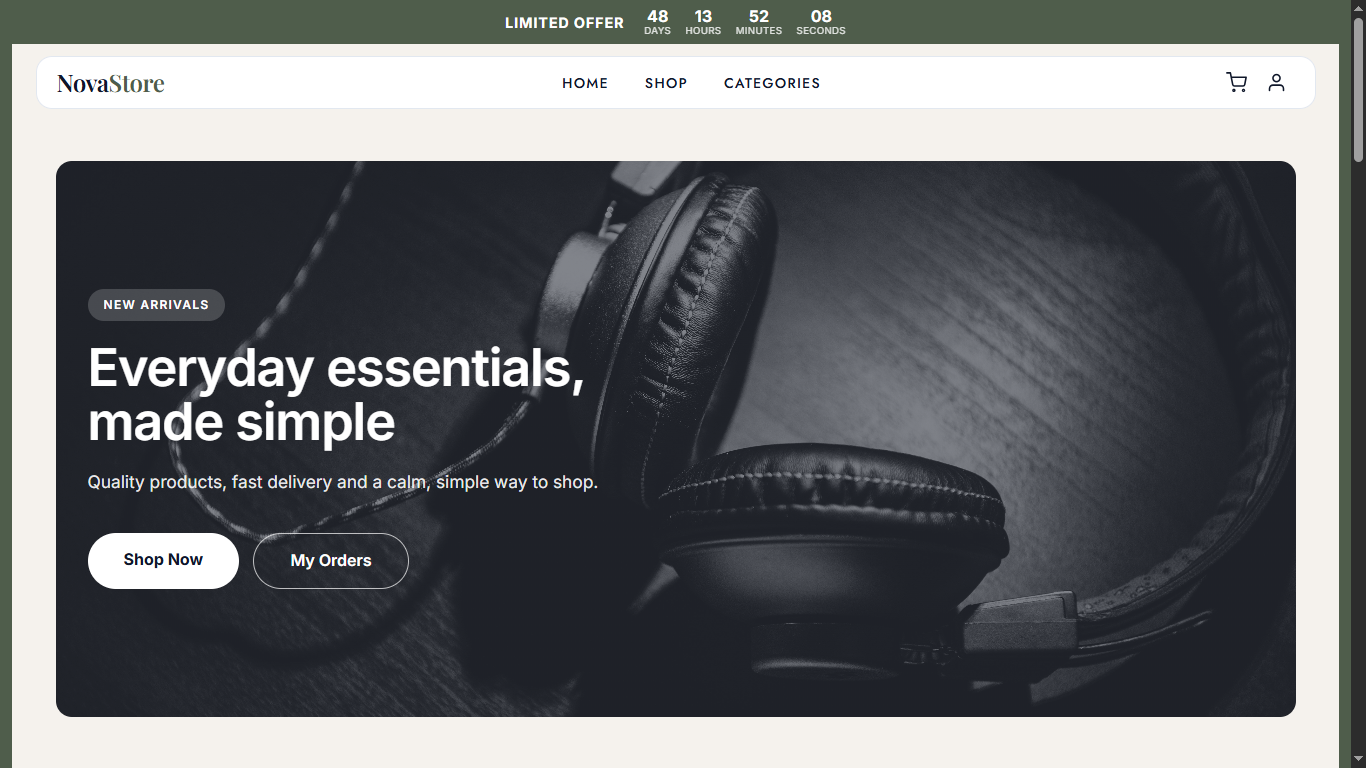 LIMITED OFFER
48 13 52 08
DAYS HOURS MINUTES SECONDS
NovaStore HOME SHOP CATEGORIES
NEW ARRIVALS
Everyday essentials,
made simple
Quality products, fast delivery and a calm, simple way to shop.
Shop Now My Orders